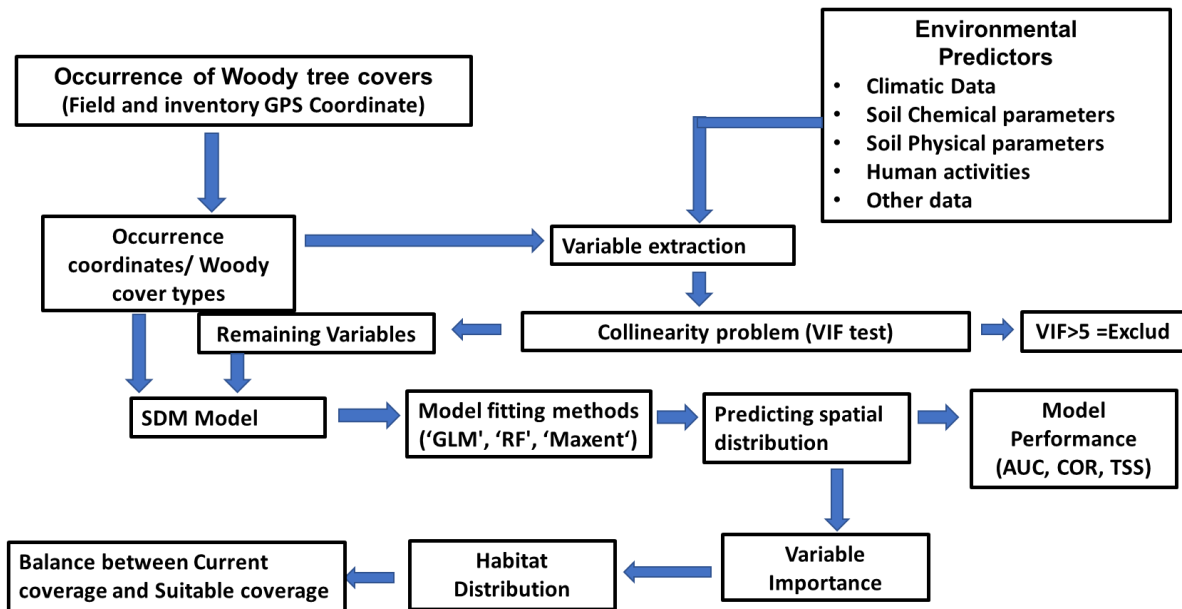 Occurrence of Woody tree covers
(Field and inventory GPS Coordinate)
Environmental
Predictors
• Climatic Data
• Soil Chemical parameters
• Soil Physical parameters
• Human activities
• Other data
Occurrence
coordinates/ Woody
cover types
Variable extraction
Remaining Variables
Collinearity problem (VIF test)
VIF>5 =Exclud
SDM Model
Model fitting methods
(‘GLM', ‘RF', ‘Maxent‘)
Predicting spatial
distribution
Model
Performance
(AUC, COR, TSS)
Balance between Current
coverage and Suitable coverage
Habitat
Distribution
Variable
Importance